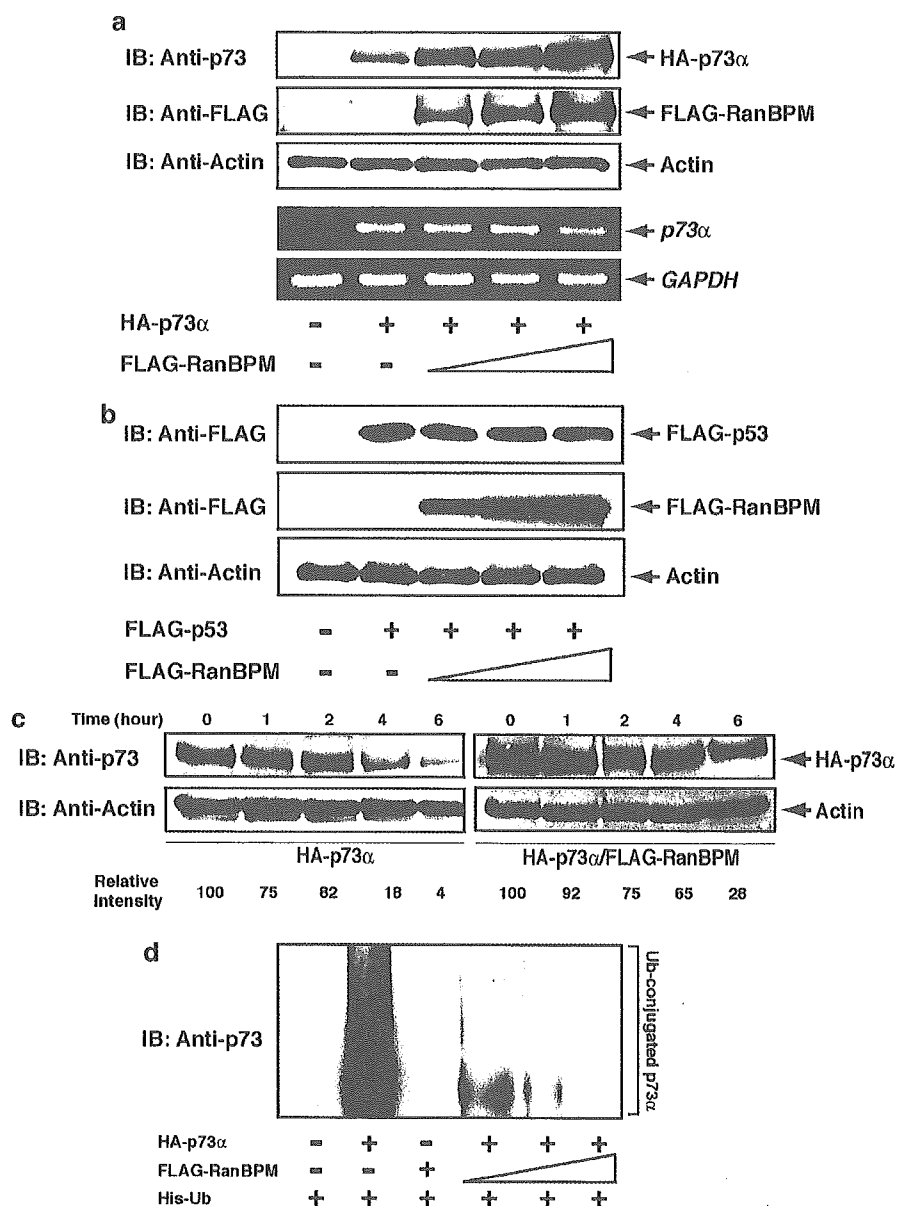 a
IB: Anti-p73 HA-p73α
IB: Anti-FLAG FLAG-RanBPM
IB: Anti-Actin Actin
p73α
GAPDH
HA-p73α - + + + +
FLAG-RanBPM - -
b
IB: Anti-FLAG FLAG-p53
IB: Anti-FLAG FLAG-RanBPM
IB: Anti-Actin Actin
FLAG-p53 - + + + +
FLAG-RanBPM - -
c
Time (hour) 0 1 2 4 6 0 1 2 4 6
IB: Anti-p73 HA-p73α
IB: Anti-Actin Actin
HA-p73α HA-p73α/FLAG-RanBPM
Relative
Intensity 100 75 82 18 4 100 92 75 65 28
d
IB: Anti-p73
Ub-conjugated p73α
HA-p73α - + - + + +
FLAG-RanBPM - - +
His-Ub + + + + + +